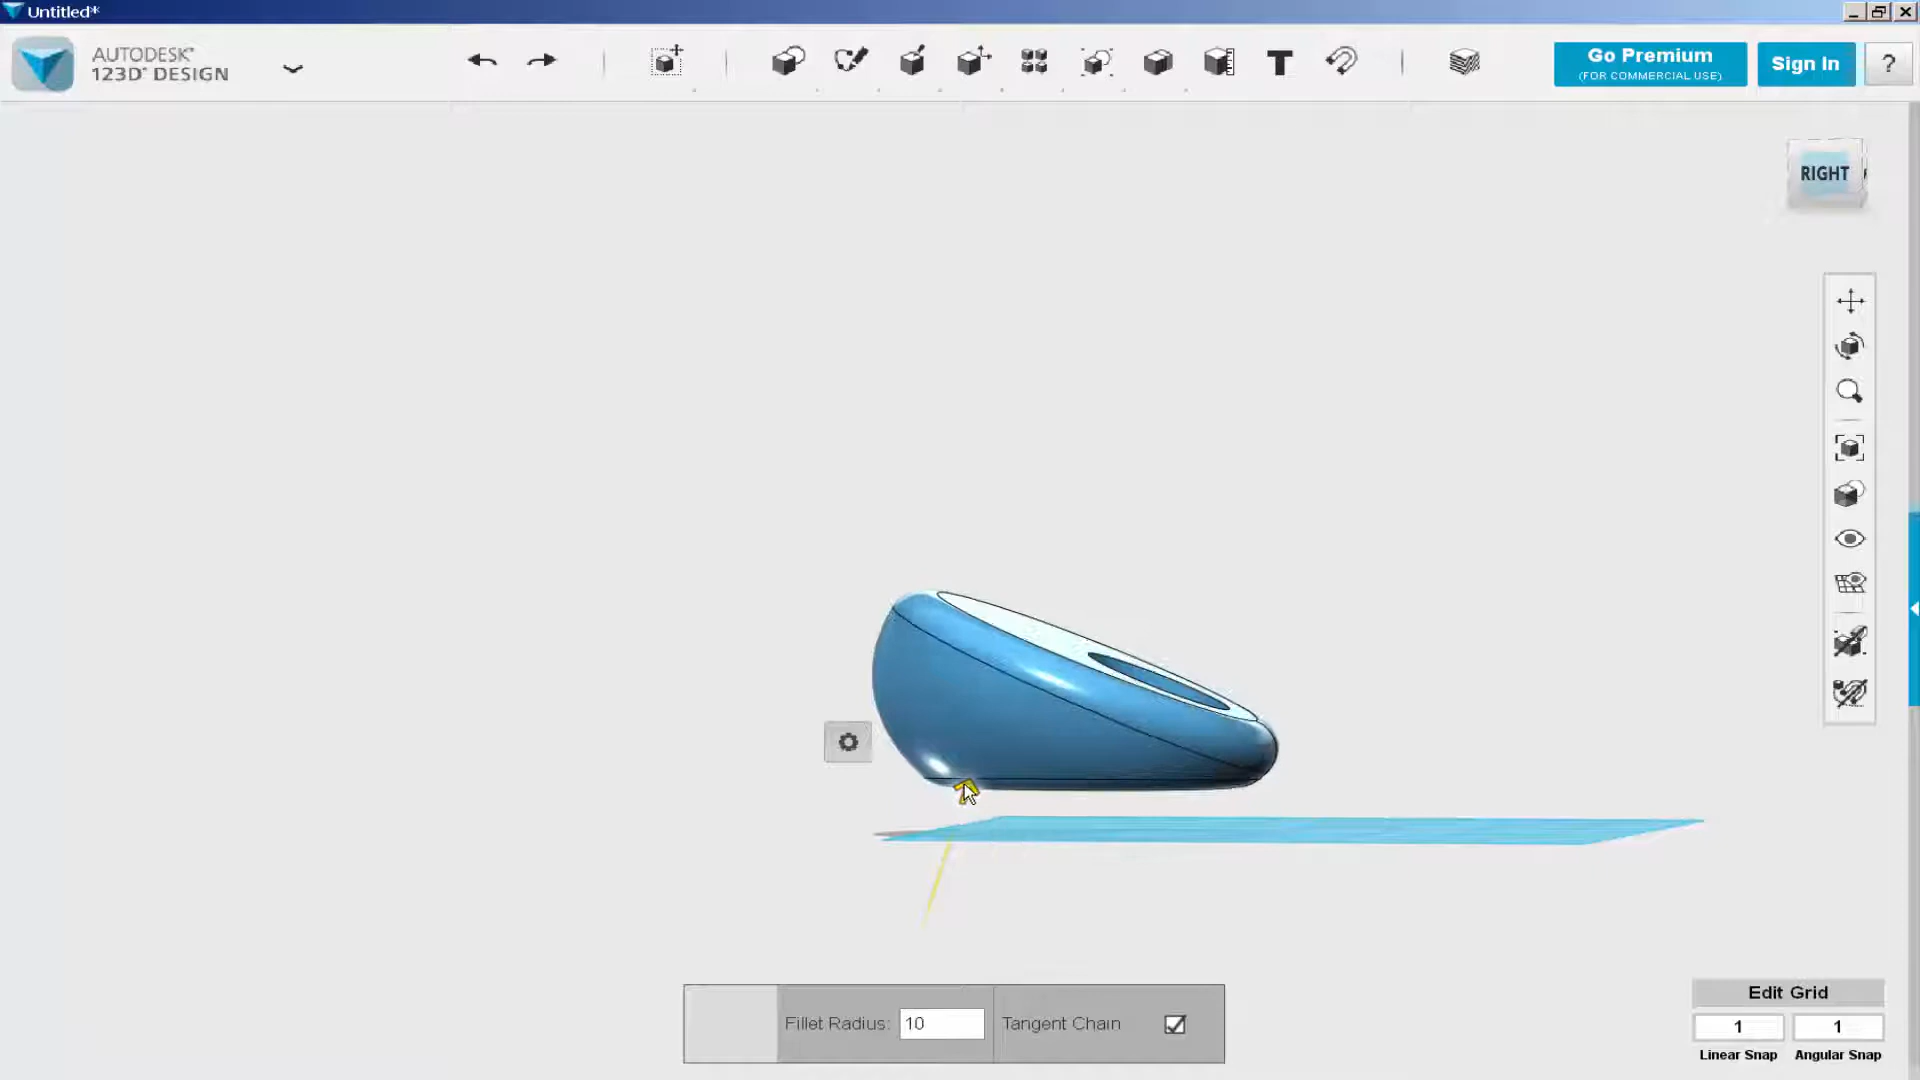 Untitled*
AUTODESK®
123D® DESIGN
Go Premium
(FOR COMMERCIAL USE)
Sign In
?
RIGHT
Fillet Radius: 10
Tangent Chain
Edit Grid
1 1
Linear Snap Angular Snap